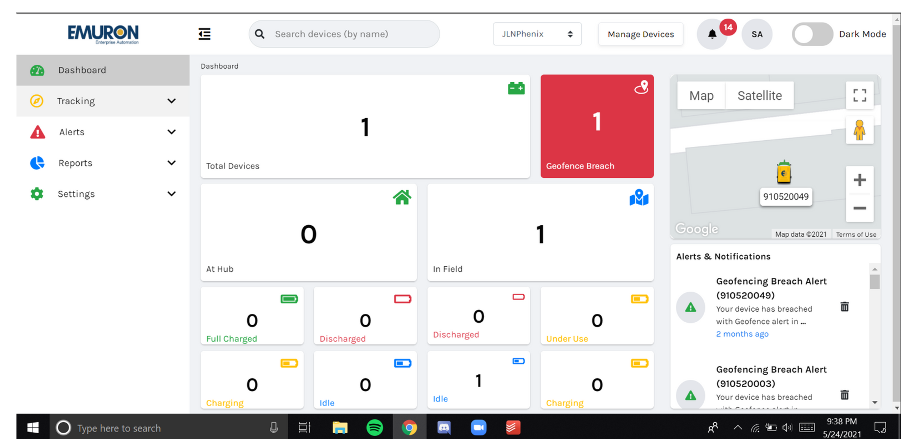 EMURON
Enterprise Automation
Search devices (by name)
JLNPhenix
Manage Devices
14
SA
Dark Mode
Dashboard
Tracking
Alerts
Reports
Settings
Dashboard
1
Total Devices
1
Geofence Breach
0
At Hub
1
In Field
0
Full Charged
0
Discharged
0
Discharged
0
Under Use
0
Charging
0
Idle
1
Idle
0
Charging
Map
Satellite
910520049
Google
Map data ©2021
Terms of Use
Alerts & Notifications
Geofencing Breach Alert
(910520049)
Your device has breached
with Geofence alert in ...
2 months ago
Geofencing Breach Alert
(910520003)
Your device has breached
with Geofence alert in ...
Type here to search
9:38 PM
5/24/2021